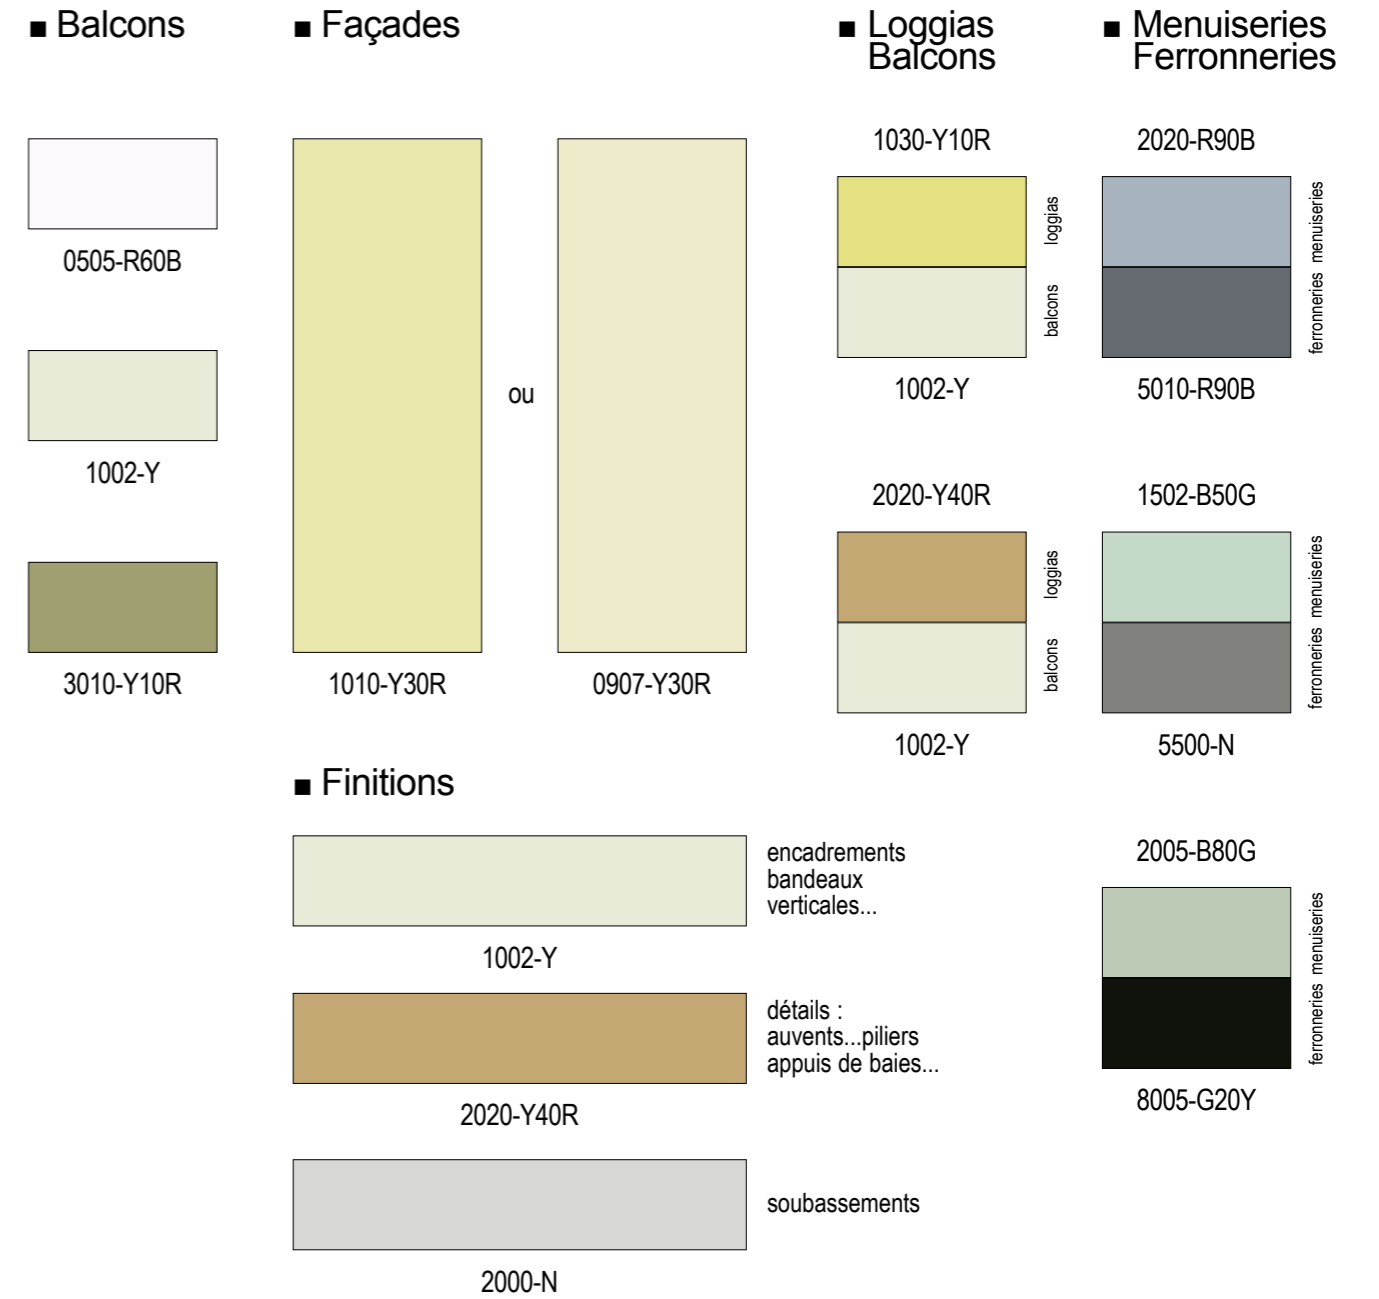 ■ Balcons
0505-R60B
1002-Y
3010-Y10R
■ Façades
ou
1010-Y30R
0907-Y30R
■ Finitions
encadrements
bandeaux
verticales...
1002-Y
détails :
auvents...piliers
appuis de baies...
2020-Y40R
soubassements
2000-N
■ Loggias
Balcons
1030-Y10R
loggias
balcons
1002-Y
2020-Y40R
loggias
balcons
1002-Y
■ Menuiseries
Ferronneries
2020-R90B
menuiseries
ferronneries
5010-R90B
1502-B50G
menuiseries
ferronneries
5500-N
2005-B80G
menuiseries
ferronneries
8005-G20Y